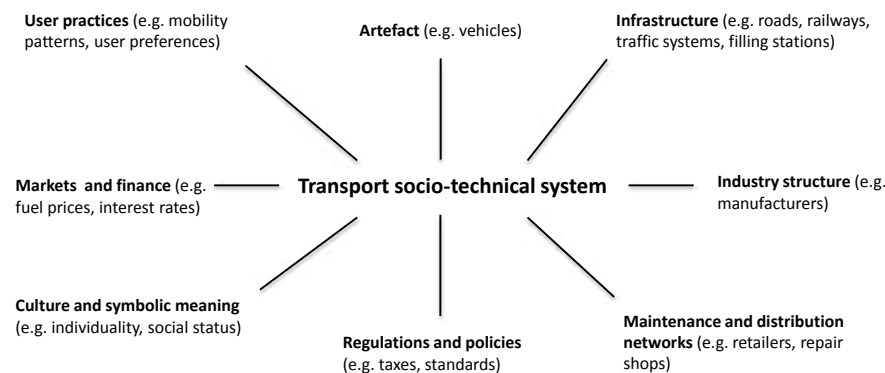 User practices (e.g. mobility
patterns, user preferences)
Artefact (e.g. vehicles)
Infrastructure (e.g. roads, railways,
traffic systems, filling stations)
Markets and finance (e.g.
fuel prices, interest rates)
Transport socio-technical system
Industry structure (e.g.
manufacturers)
Culture and symbolic meaning
(e.g. individuality, social status)
Regulations and policies
(e.g. taxes, standards)
Maintenance and distribution
networks (e.g. retailers, repair
shops)